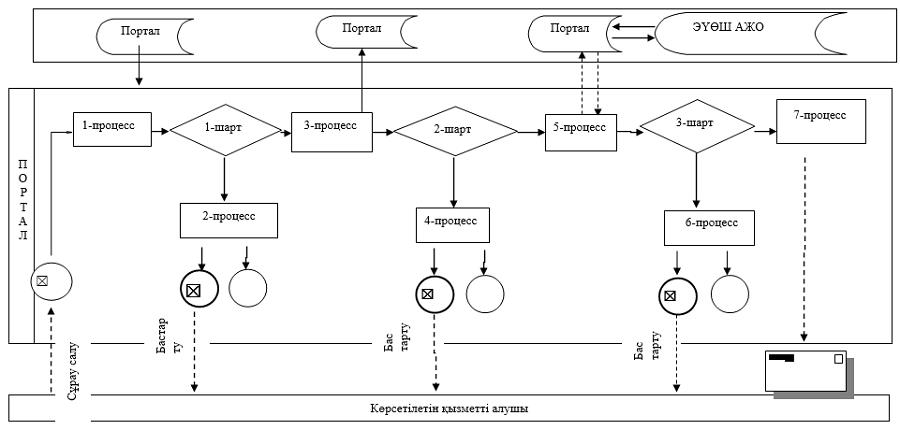 Портал
Портал
Портал
ЭҮӨШ АЖО
1-процесс
1-шарт
3-процесс
2-шарт
5-процесс
3-шарт
7-процесс
ПОРТАЛ
2-процесс
4-процесс
6-процесс
Сұрау салу
Бастар
ту
Бас
тарту
Бас
тарту
Көрсетілетін қызметті алушы